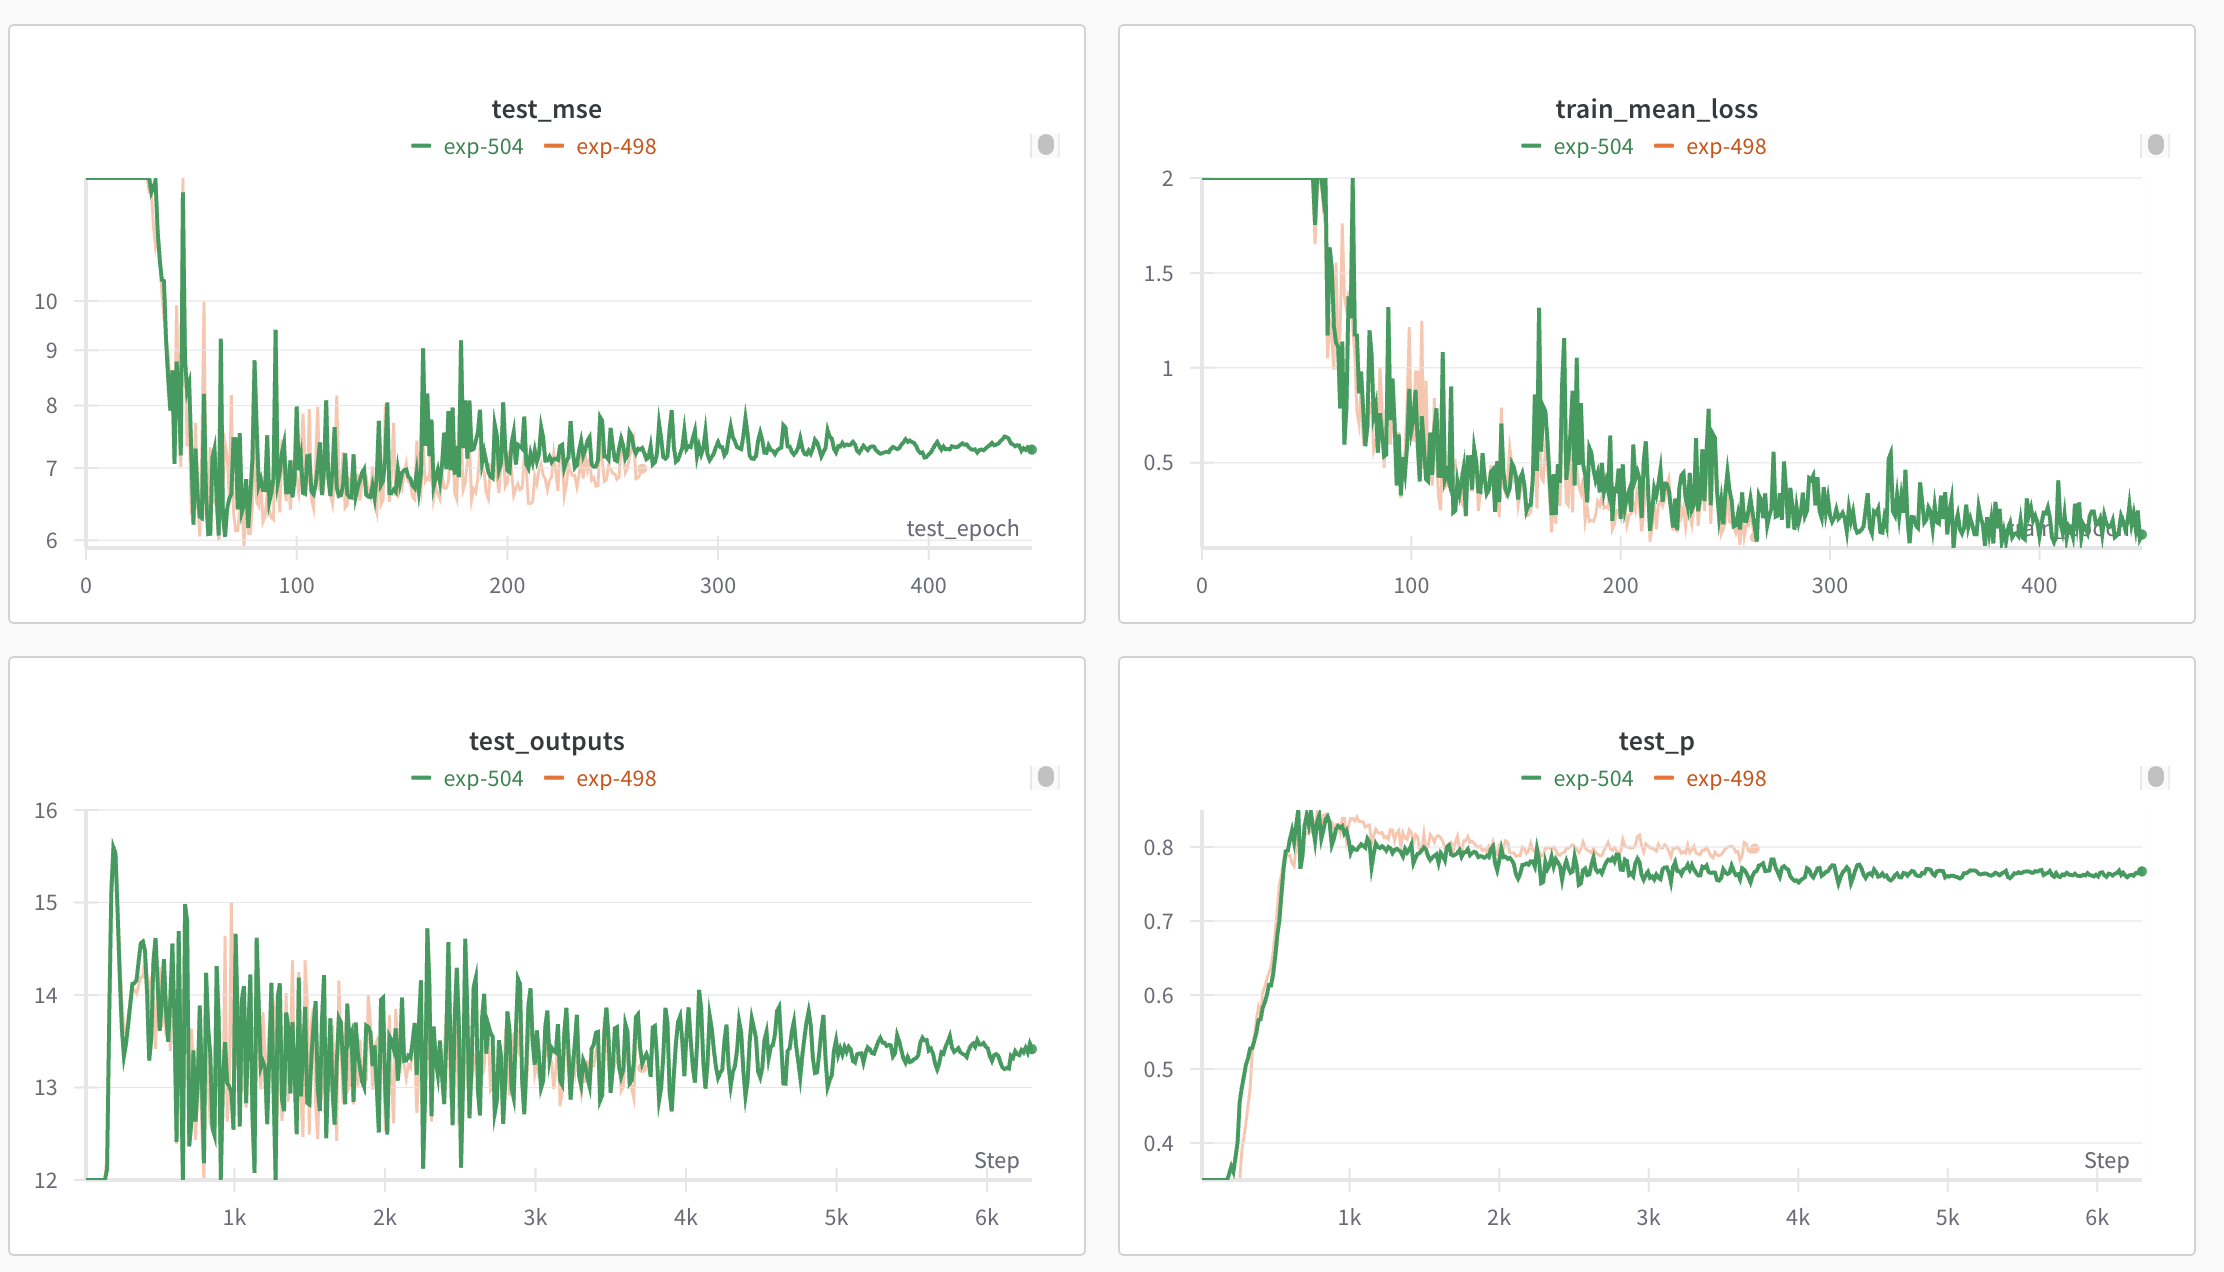 test_mse
exp-504 exp-498
10
9
8
7
6
test_epoch
0 100 200 300 400
train_mean_loss
exp-504 exp-498
2
1.5
1
0.5
0 100 200 300 400
test_outputs
exp-504 exp-498
16
15
14
13
12
Step
1k 2k 3k 4k 5k 6k
test_p
exp-504 exp-498
0.8
0.7
0.6
0.5
0.4
Step
1k 2k 3k 4k 5k 6k